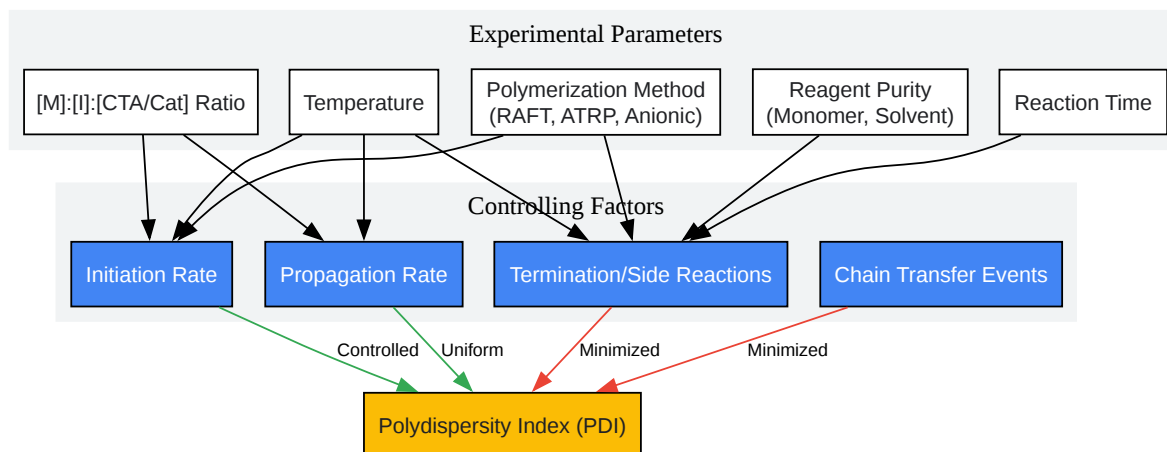 Experimental Parameters
[M]:[I]:[CTA/Cat] Ratio
Temperature
Polymerization Method
(RAFT, ATRP, Anionic)
Reagent Purity
(Monomer, Solvent)
Reaction Time
Controlling Factors
Initiation Rate
Propagation Rate
Termination/Side Reactions
Chain Transfer Events
Controlled
Uniform
Minimized
Minimized
Polydispersity Index (PDI)